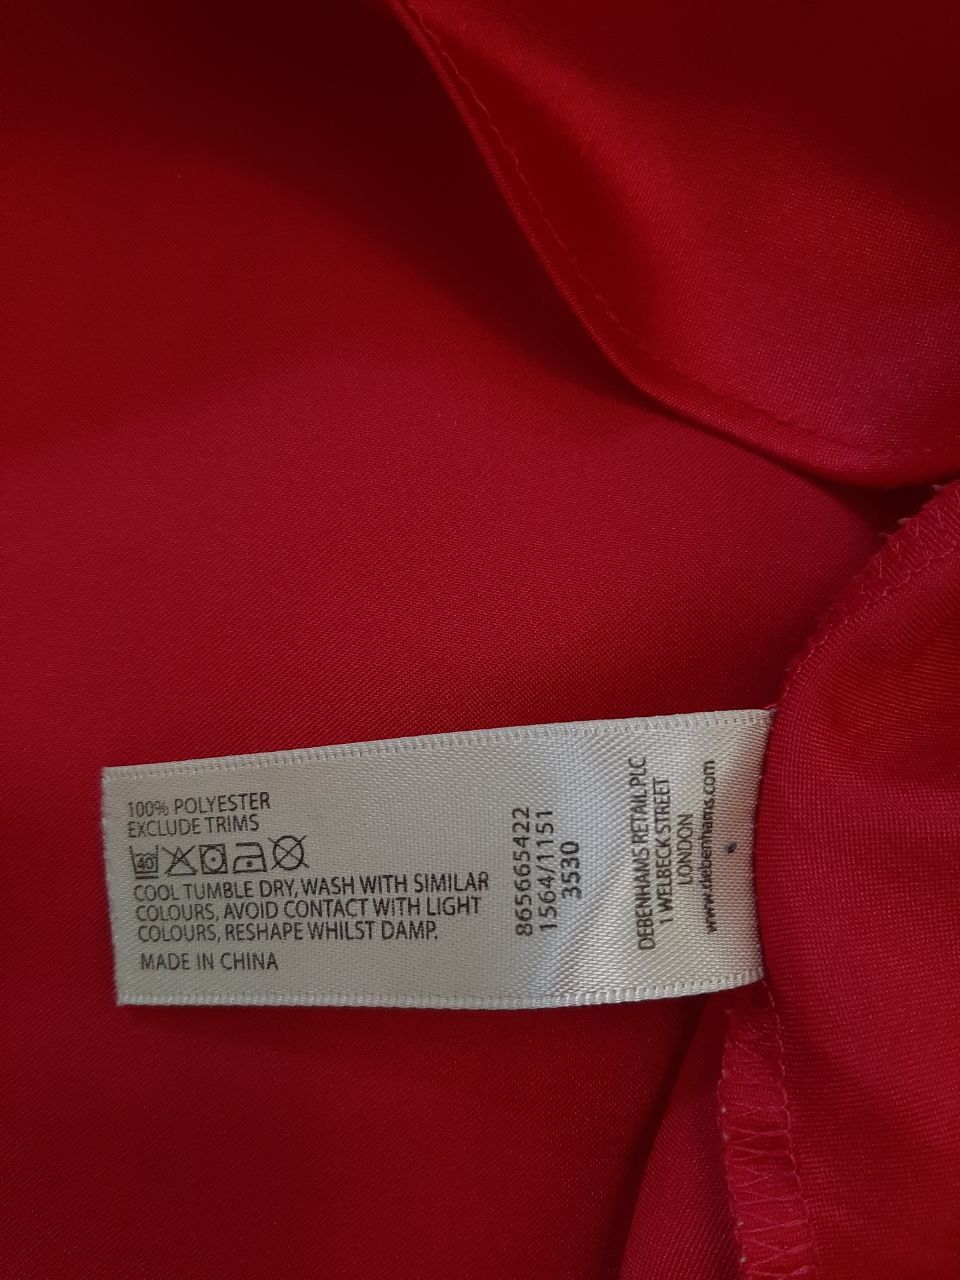 100% POLYESTER
EXCLUDE TRIMS
40
COOL TUMBLE DRY, WASH WITH SIMILAR
COLOURS, AVOID CONTACT WITH LIGHT
COLOURS, RESHAPE WHILST DAMP.
MADE IN CHINA
865665422
1564/1151
3530
DEBENHAMS RETAIL PLC
1 WELBECK STREET
LONDON
www.debenhams.com